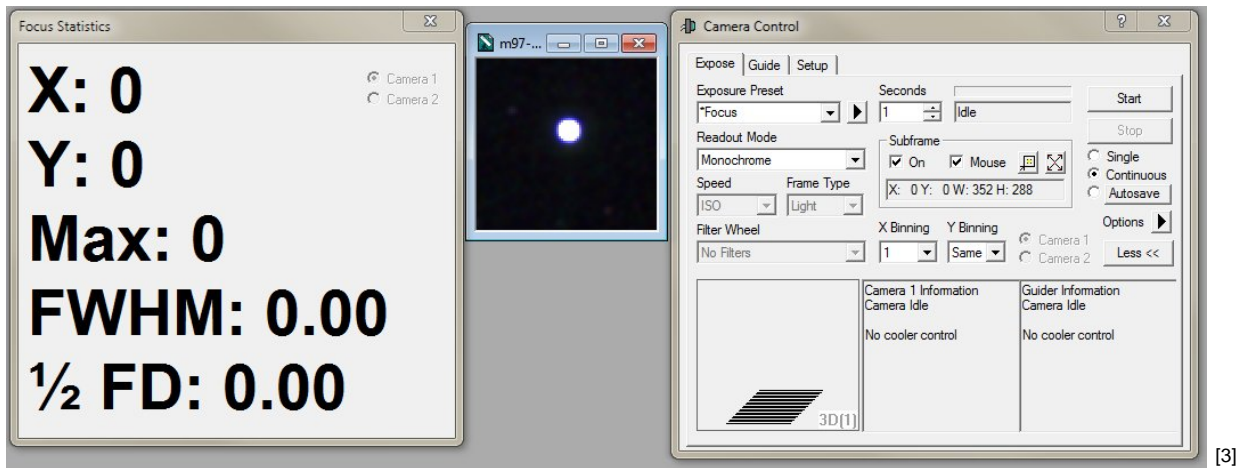 Focus Statistics
X: 0
Camera 1
Camera 2
Y: 0
Max: 0
FWHM: 0.00
½ FD: 0.00
m97-...
Camera Control
Expose Guide Setup
Exposure Preset
Seconds
*Focus
1
Idle
Start
Stop
Readout Mode
Monochrome
Subframe
On Mouse
X: 0 Y: 0 W: 352 H: 288
Single
Continuous
Autosave
Speed Frame Type
ISO Light
Filter Wheel
No Filters
X Binning Y Binning
1 Same
Camera 1
Camera 2
Options
Less <<
3D(1)
Camera 1 Information
Camera Idle
No cooler control
Guider Information
Camera Idle
No cooler control
[3]